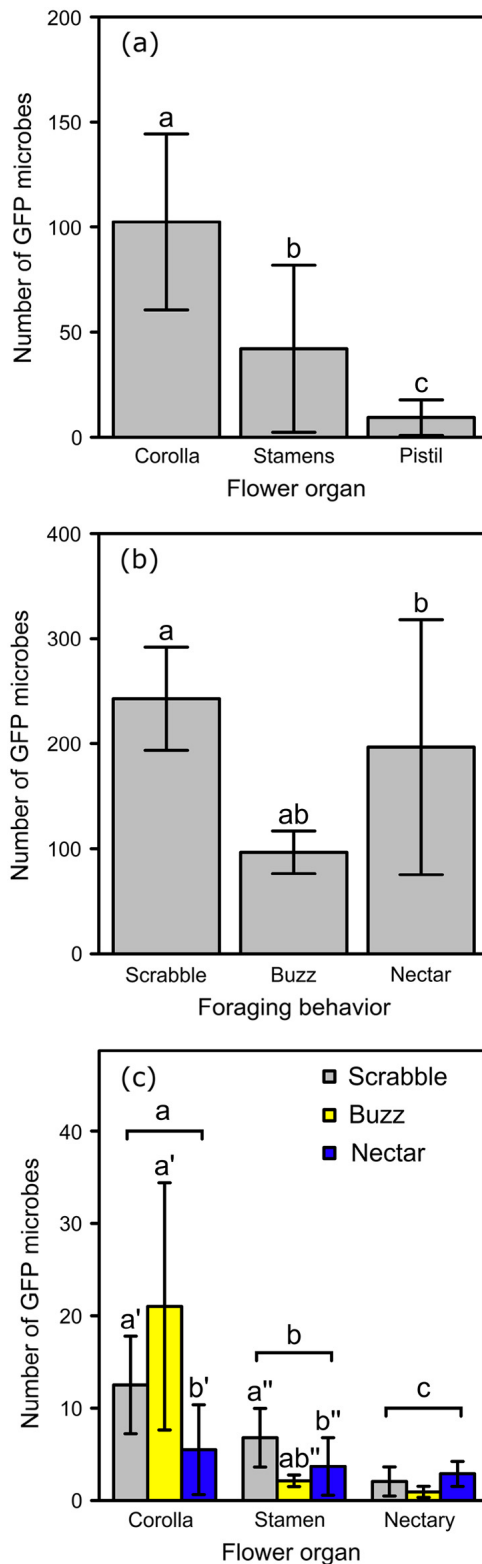 (a)
Number of GFP microbes
200
150
100
50
0
a
b
c
Corolla Stamens Pistil
Flower organ
(b)
Number of GFP microbes
400
300
200
100
0
a
ab
b
Scrabble Buzz Nectar
Foraging behavior
(c)
Number of GFP microbes
40
30
20
10
0
Scrabble
Buzz
Nectar
a
a'
a'
b'
b
a"
ab"
b"
c
Corolla Stamen Nectary
Flower organ